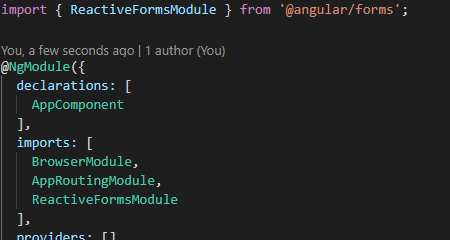 import { ReactiveFormsModule } from '@angular/forms';
You, a few seconds ago | 1 author (You)
@NgModule({
declarations: [
AppComponent
],
imports: [
BrowserModule,
AppRoutingModule,
ReactiveFormsModule
],
providers: []